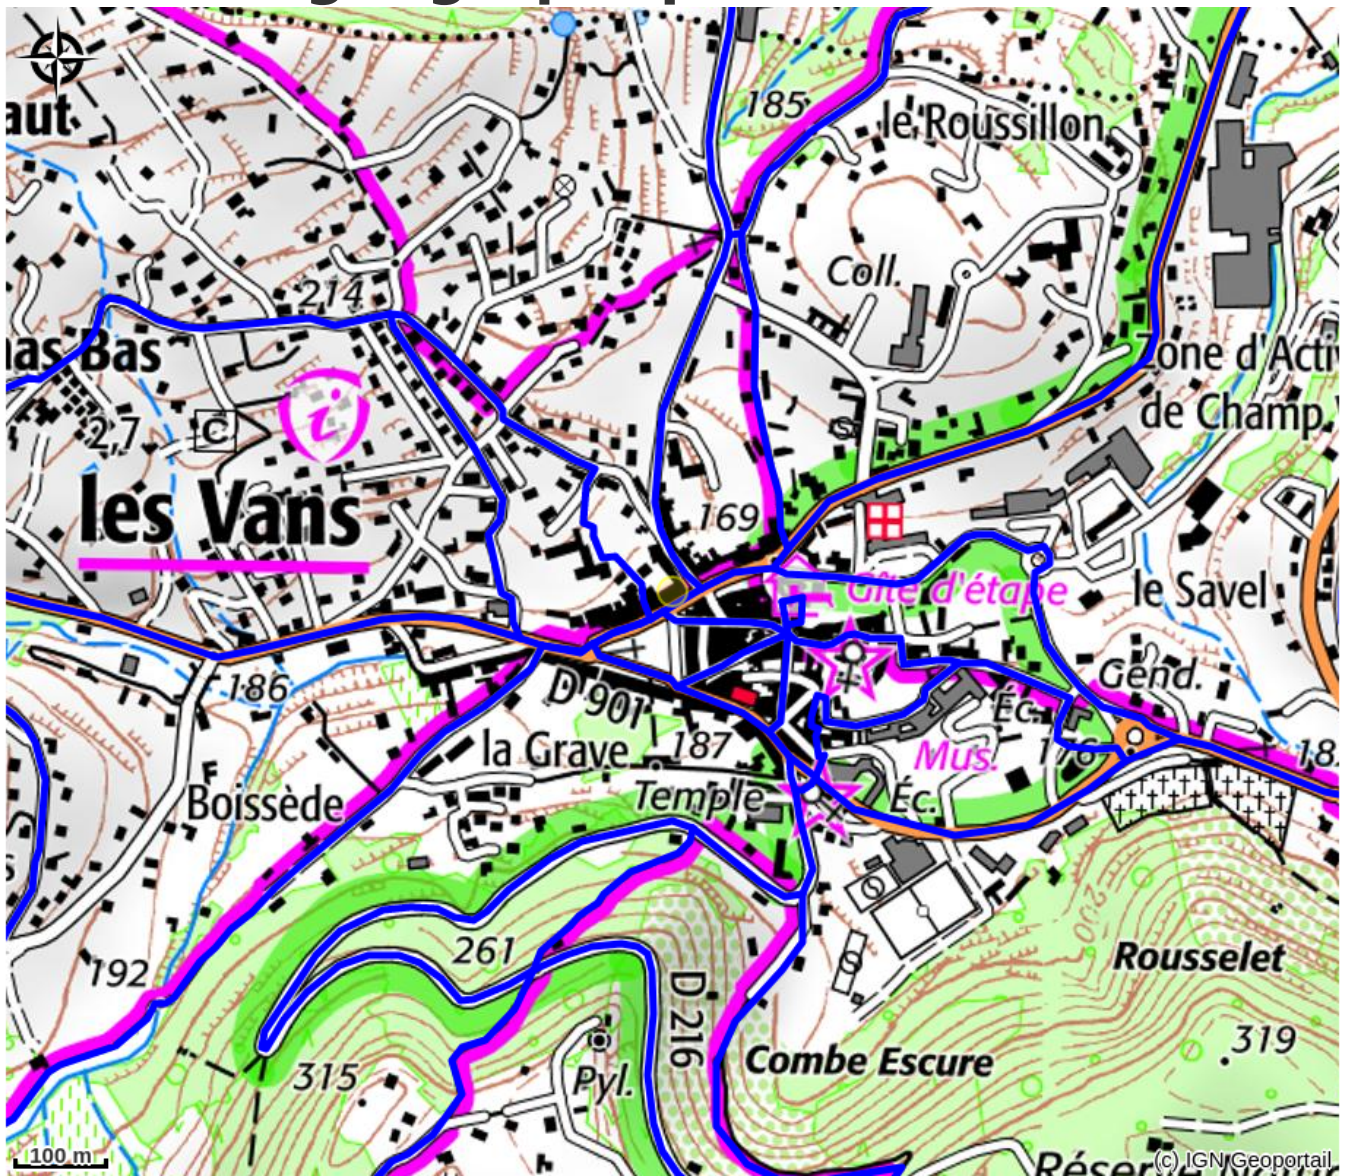 185
le Roussillon
aut
Coll.
214
as Bas
Zone d'Acti
de Champ
C
i
2,7
S
les Vans
169
Gîte d'étape
le Savel
186
D 901
Gend.
Éc.
la Grave
187
Mus.
176
18
Boissède
Temple
Éc.
261
192
Rousselet
D 216
319
Combe Escure
315
Pyl.
100 m
Réser
(c) IGN Geoportail